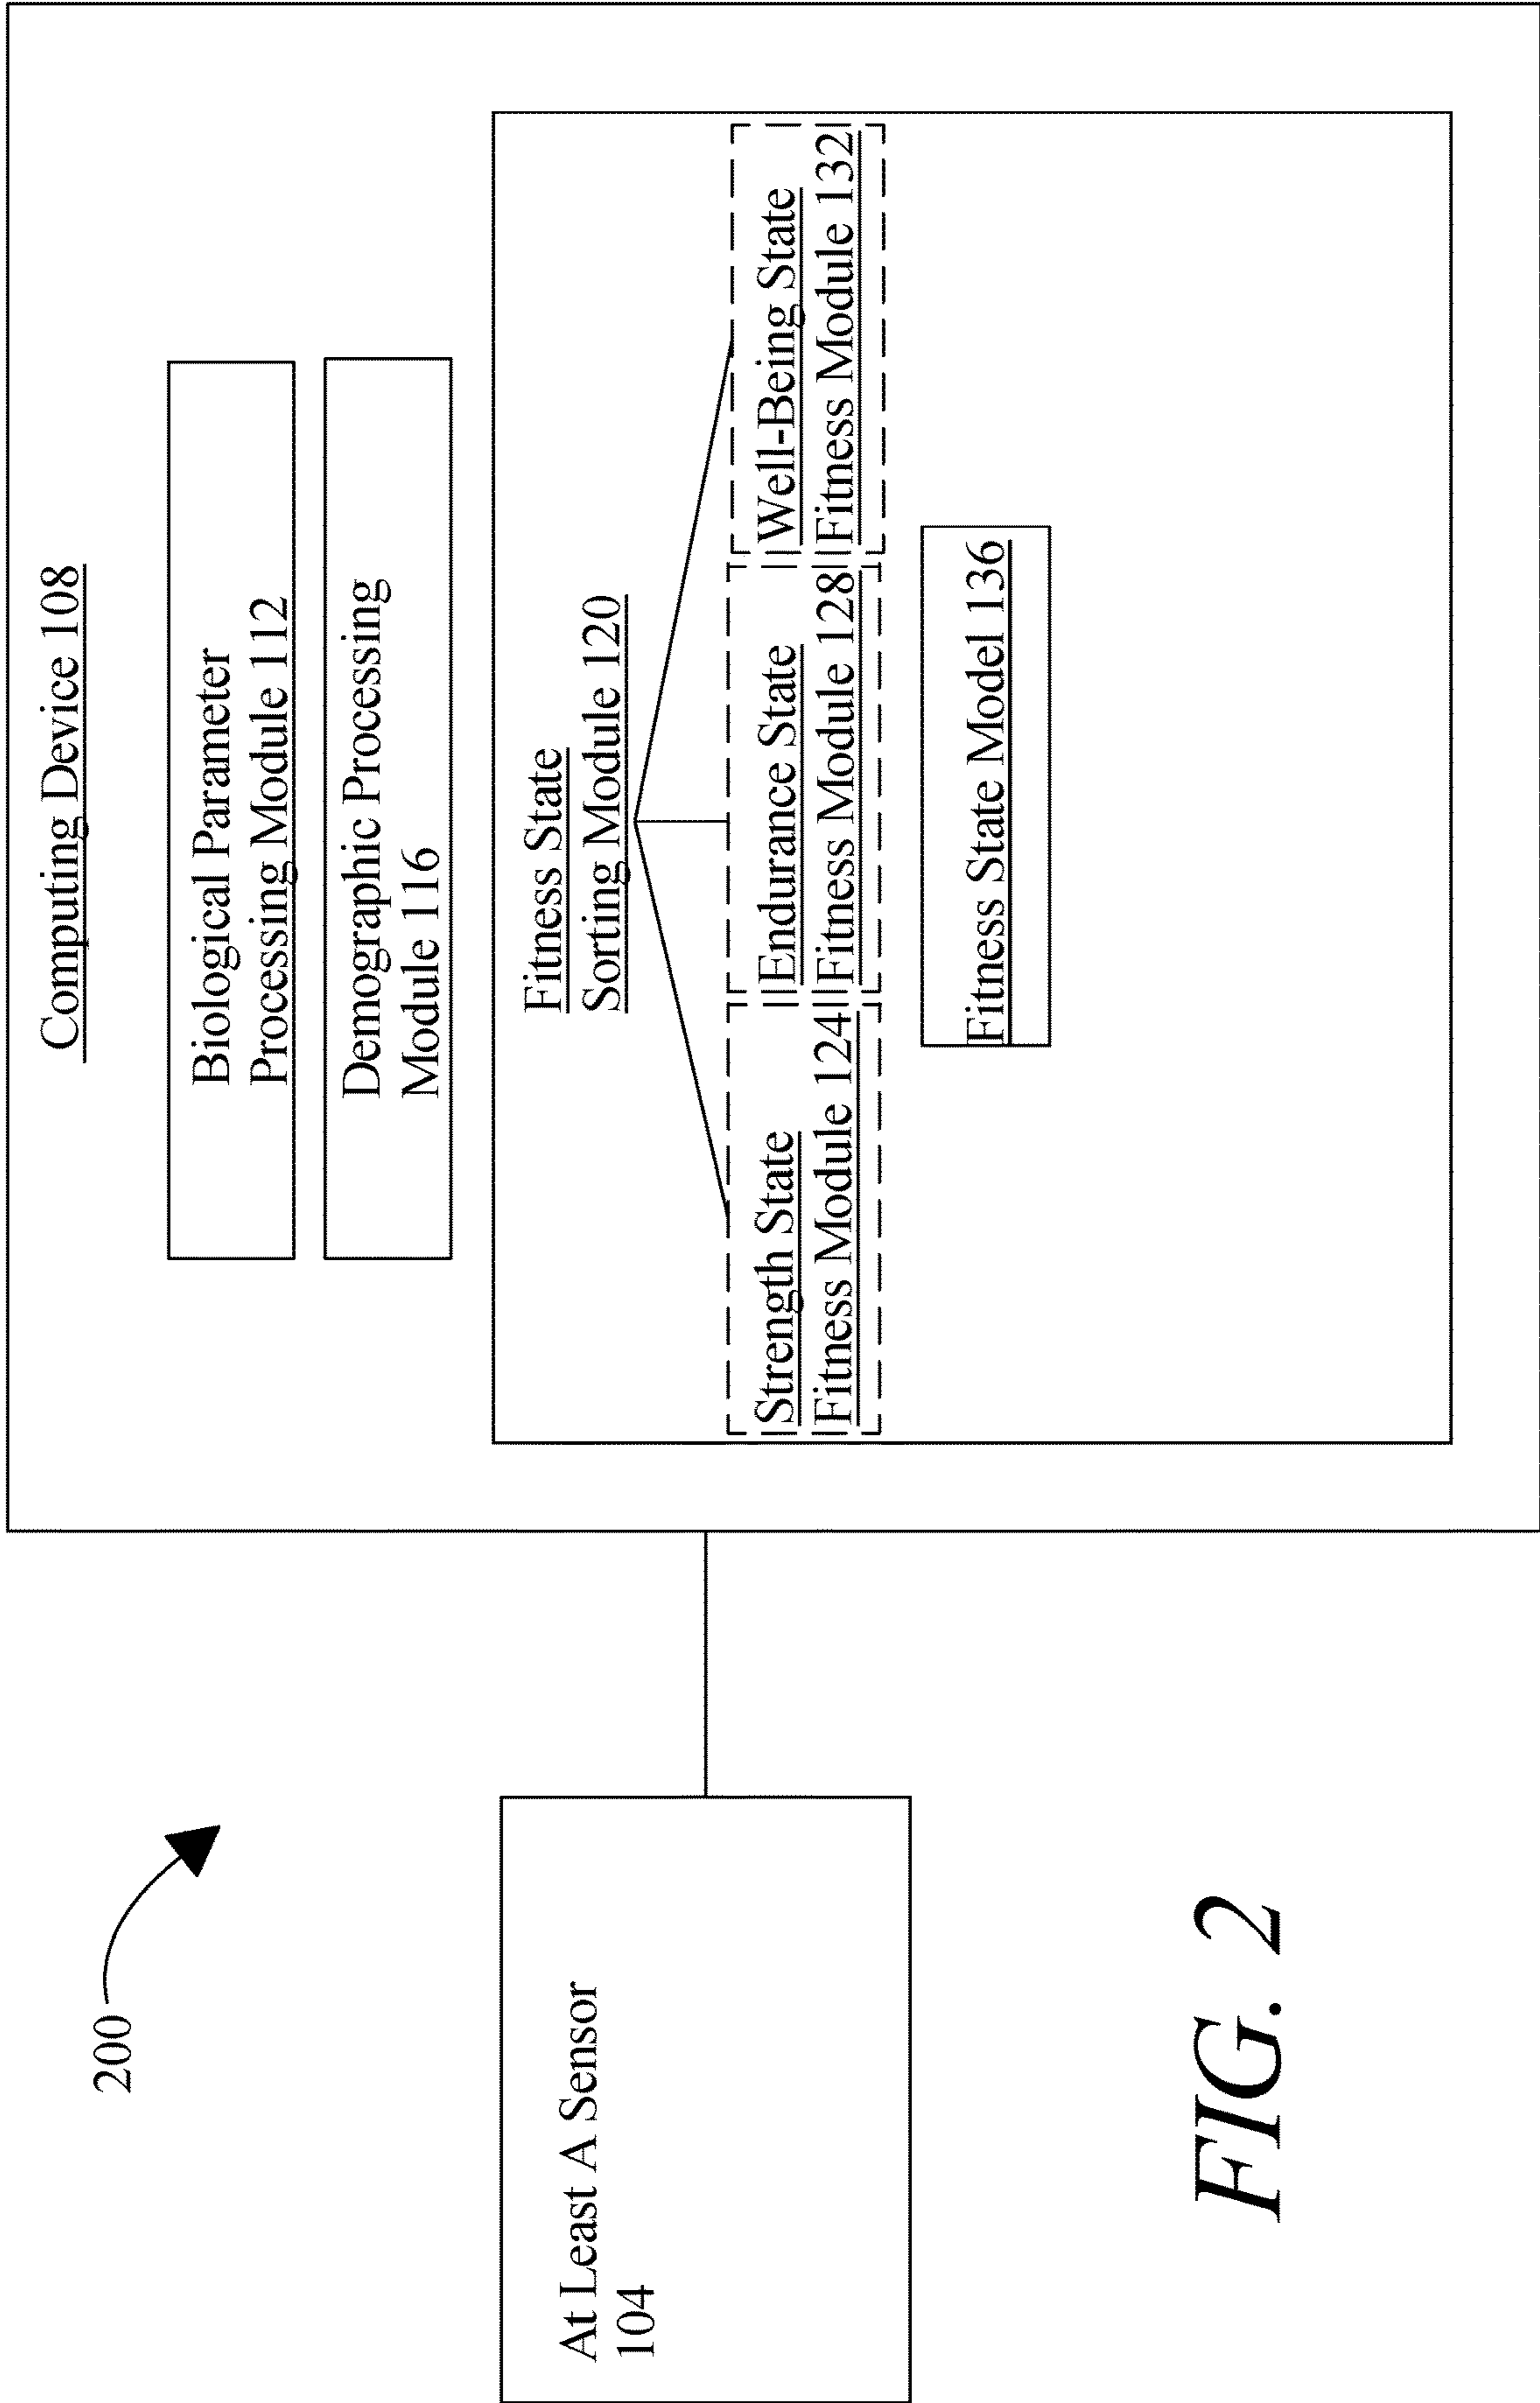 200
Computing Device 108
Biological Parameter
Processing Module 112
Demographic Processing
Module 116
At Least A Sensor
104
Fitness State
Sorting Module 120
Strength State
Fitness Module 124
Endurance State
Fitness Module 128
Well-Being State
Fitness Module 132
Fitness State Model 136
FIG. 2